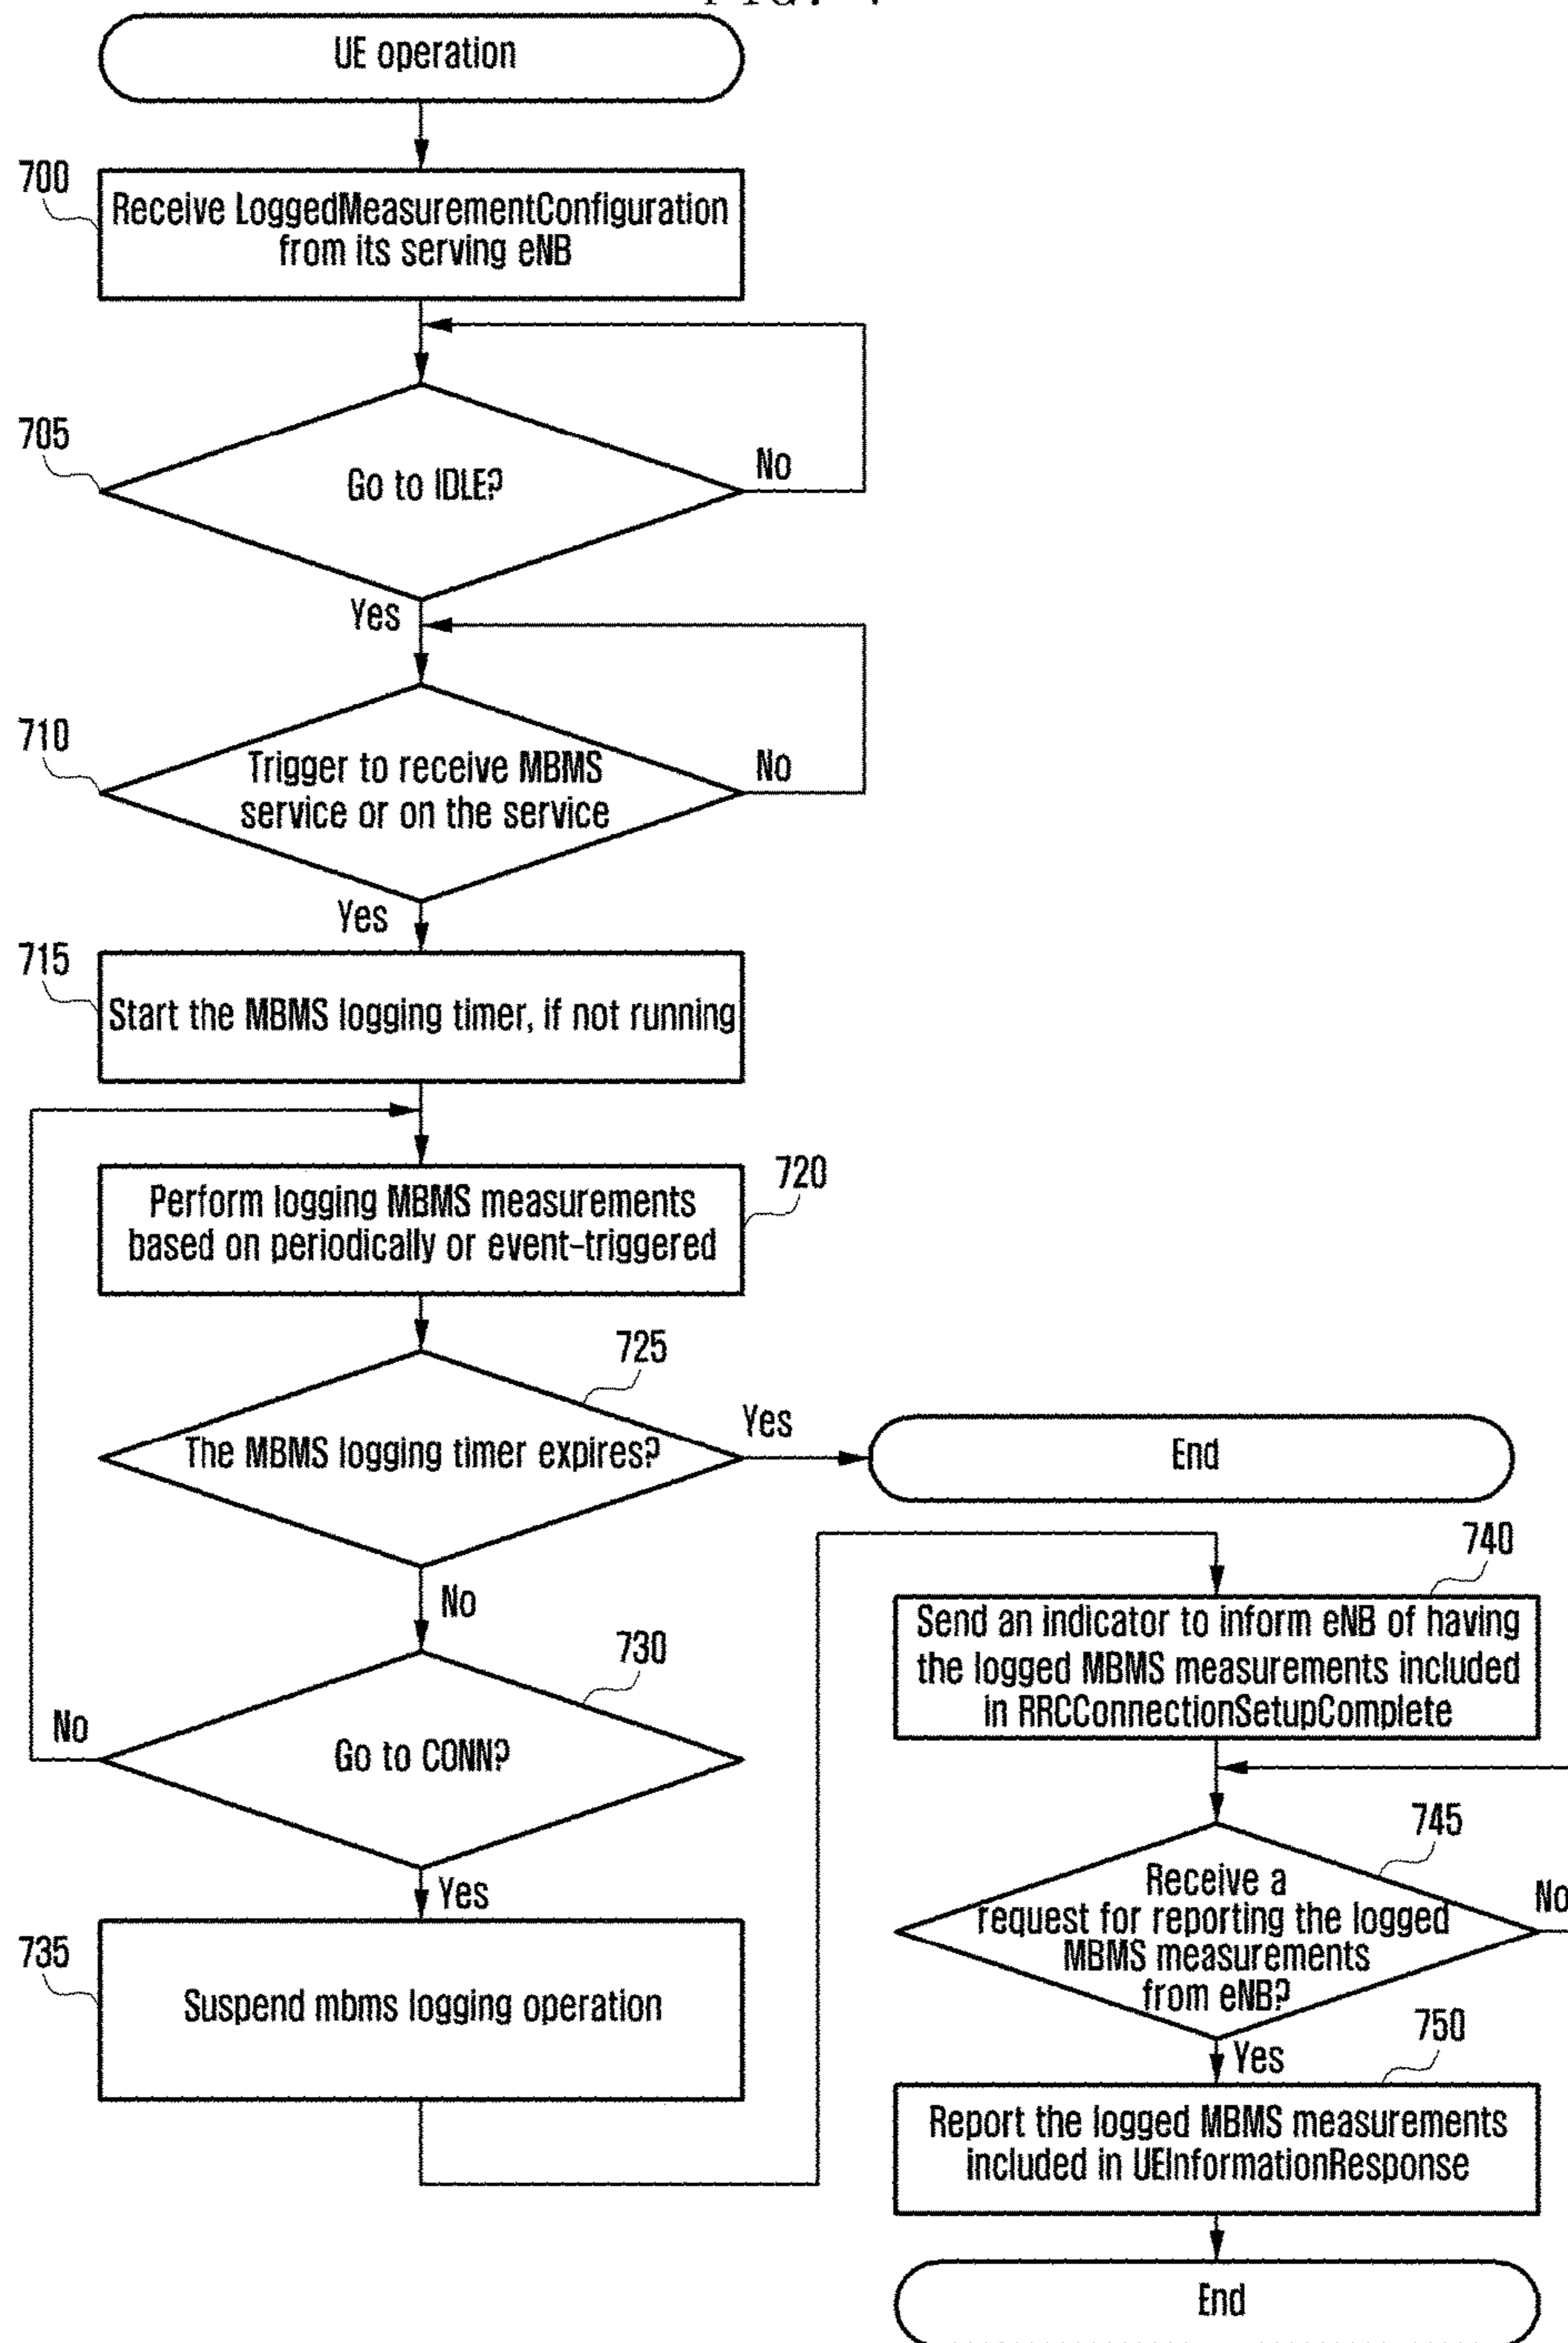 UE operation
700
Receive LoggedMeasurementConfiguration
from its serving eNB
705
Go to IDLE?
No
Yes
710
Trigger to receive MBMS
service or on the service
No
Yes
715
Start the MBMS logging timer, if not running
720
Perform logging MBMS measurements
based on periodically or event-triggered
725
The MBMS logging timer expires?
Yes
End
No
730
Go to CONN?
No
Yes
735
Suspend mbms logging operation
740
Send an indicator to inform eNB of having
the logged MBMS measurements included
in RRCConnectionSetupComplete
745
Receive a
request for reporting the logged
MBMS measurements
from eNB?
No
Yes
750
Report the logged MBMS measurements
included in UEInformationResponse
End